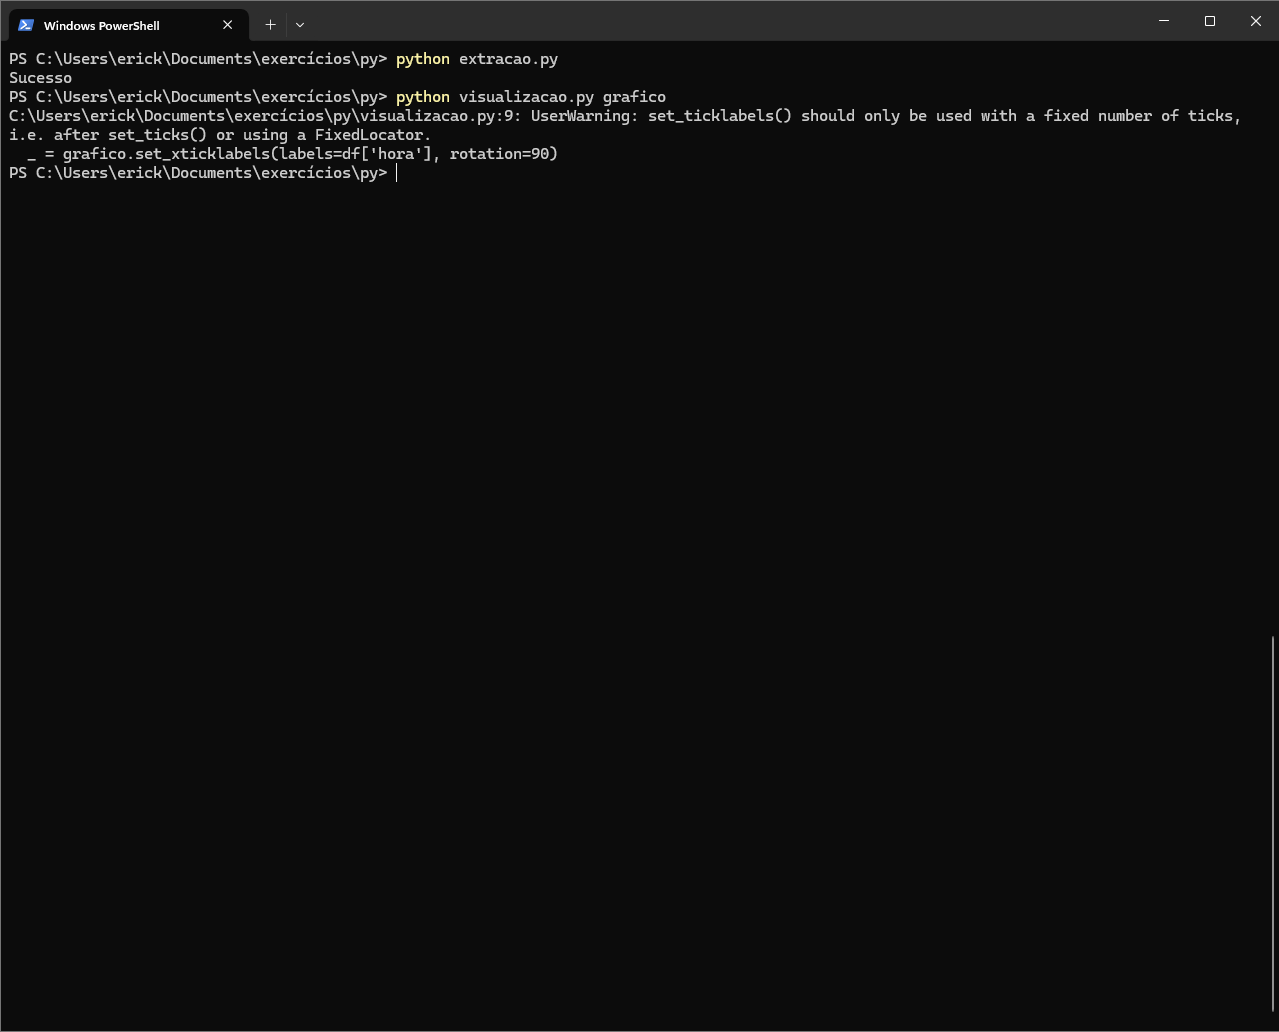 Windows PowerShell
PS C:\Users\erick\Documents\exercícios\py> python extracao.py
Sucesso
PS C:\Users\erick\Documents\exercícios\py> python visualizacao.py grafico
C:\Users\erick\Documents\exercícios\py\visualizacao.py:9: UserWarning: set_ticklabels() should only be used with a fixed number of ticks,
i.e. after set_ticks() or using a FixedLocator.
  _ = grafico.set_xticklabels(labels=df['hora'], rotation=90)
PS C:\Users\erick\Documents\exercícios\py>